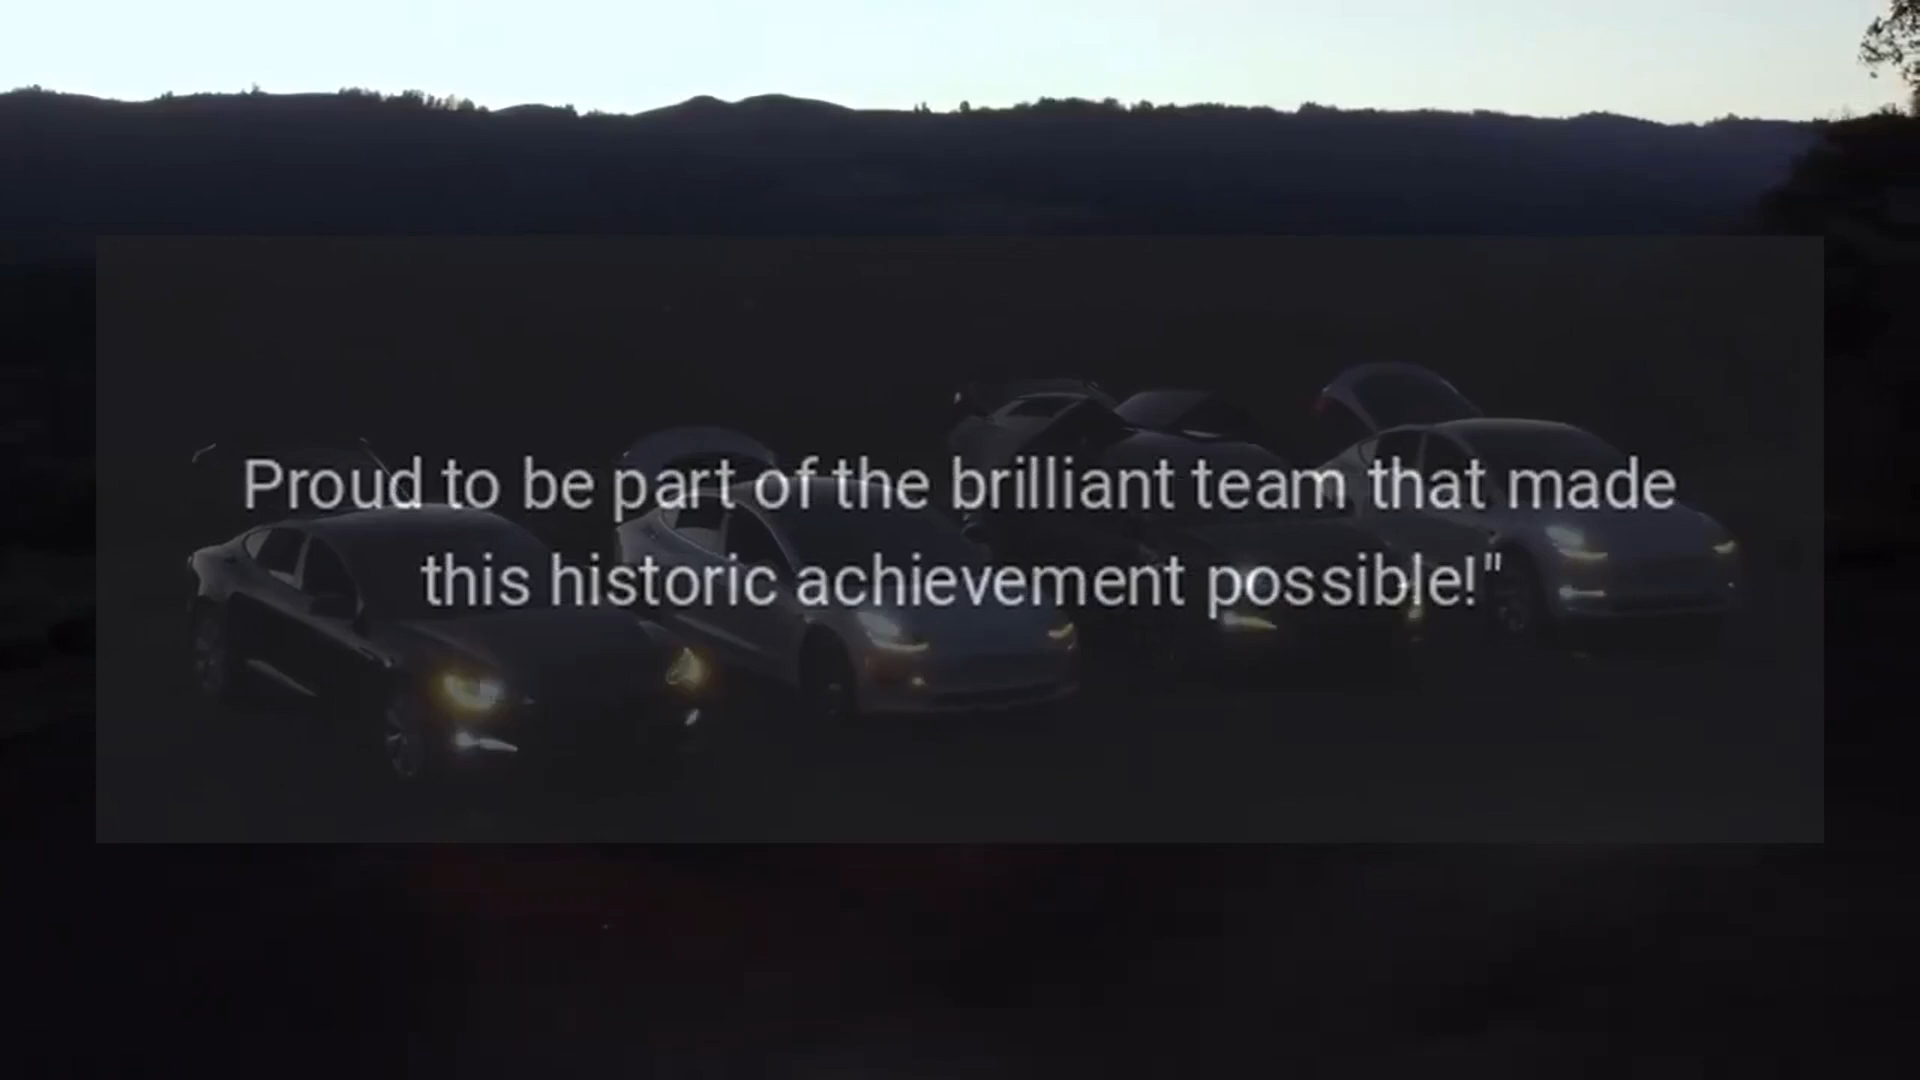 Proud to be part of the brilliant team that made
this historic achievement possible!"